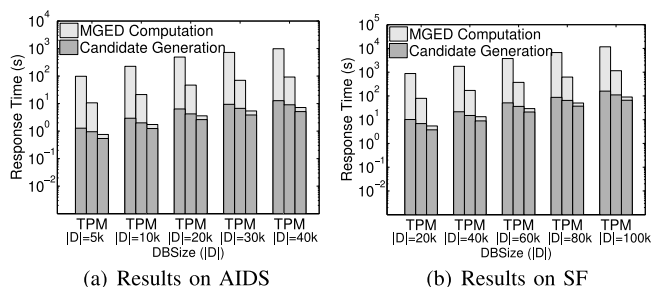 MGED Computation
Candidate Generation
Response Time (s)
10^4
10^3
10^2
10^1
10^0
10^-1
10^-2
TPM TPM TPM TPM TPM
|D|=5k |D|=10k |D|=20k |D|=30k |D|=40k
DBSize (|D|)
(a) Results on AIDS
MGED Computation
Candidate Generation
Response Time (s)
10^5
10^4
10^3
10^2
10^1
10^0
10^-1
10^-2
TPM TPM TPM TPM TPM
|D|=20k |D|=40k |D|=60k |D|=80k |D|=100k
DBSize (|D|)
(b) Results on SF